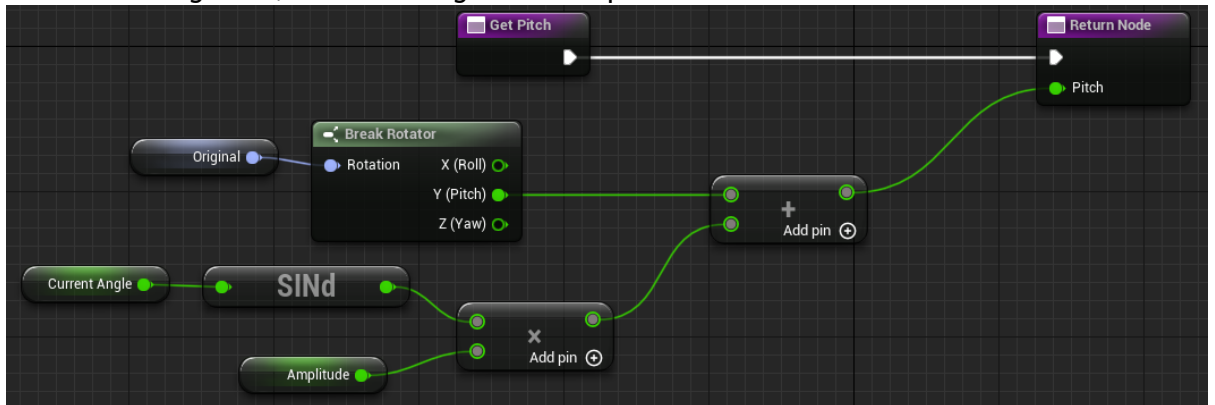 Get Pitch
Return Node
Pitch
Break Rotator
Original
Rotation
X (Roll)
Y (Pitch)
Z (Yaw)
+
Add pin
Current Angle
SINd
×
Add pin
Amplitude